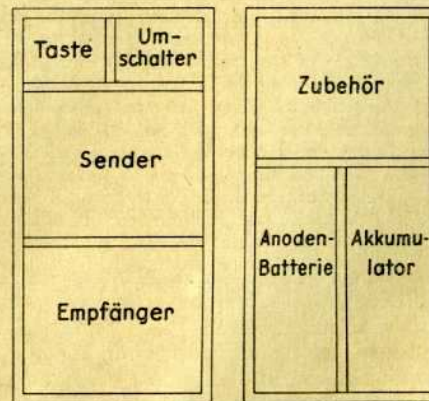 Taste
Um-
schalter
Sender
Empfänger
Zubehör
Anoden-
Batterie
Akkumu-
lator